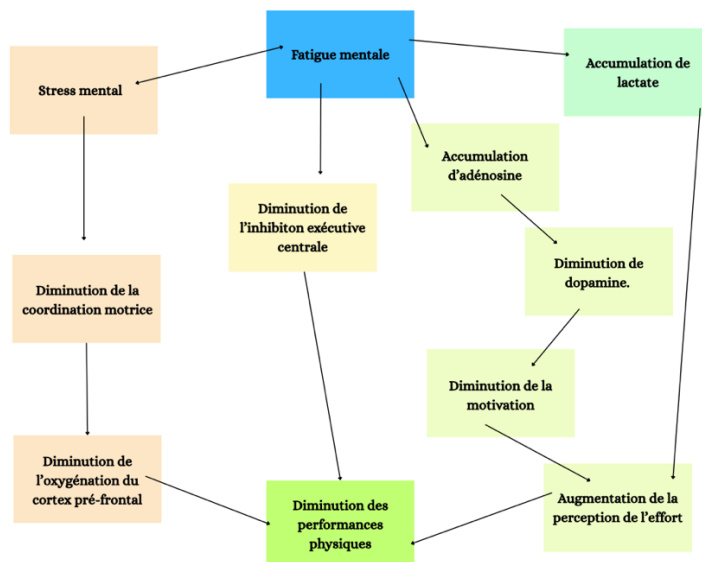 Fatigue mentale
Stress mental
Accumulation de
lactate
Accumulation
d'adénosine
Diminution de
l'inhibiton exécutive
centrale
Diminution de
dopamine.
Diminution de la
coordination motrice
Diminution de la
motivation
Diminution de
l'oxygénation du
cortex pré-frontal
Diminution des
performances
physiques
Augmentation de la
perception de l'effort